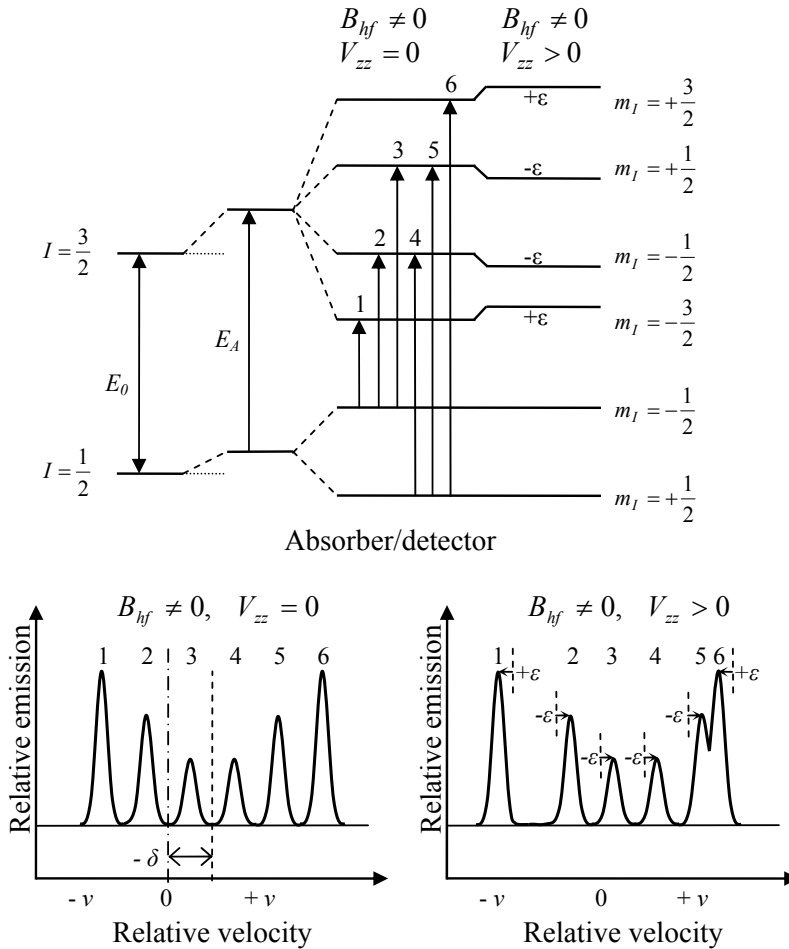 B_hf ≠ 0 B_hf ≠ 0
V_zz = 0 V_zz > 0
6
+ε m_I = +3/2
3 5
-ε m_I = +1/2
I = 3/2
2 4
-ε m_I = -1/2
1
+ε m_I = -3/2
E_0 E_A
m_I = -1/2
I = 1/2
m_I = +1/2
Absorber/detector
B_hf ≠ 0, V_zz = 0
1 2 3 4 5 6
Relative emission
- δ
- v 0 + v
Relative velocity
B_hf ≠ 0, V_zz > 0
1 2 3 4 5 6
+ε +ε
-ε -ε
-ε -ε
Relative emission
- v 0 + v
Relative velocity